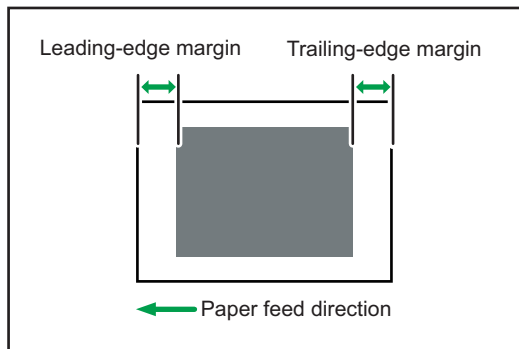 Leading-edge margin
Trailing-edge margin
Paper feed direction